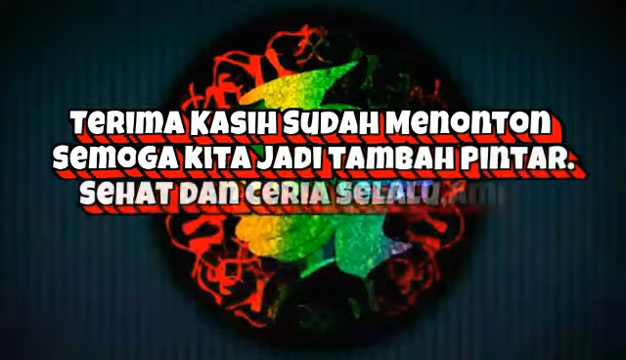 Terima Kasih Sudah Menonton
Semoga Kita Jadi Tambah Pintar.
Sehat dan Ceria Selalu,